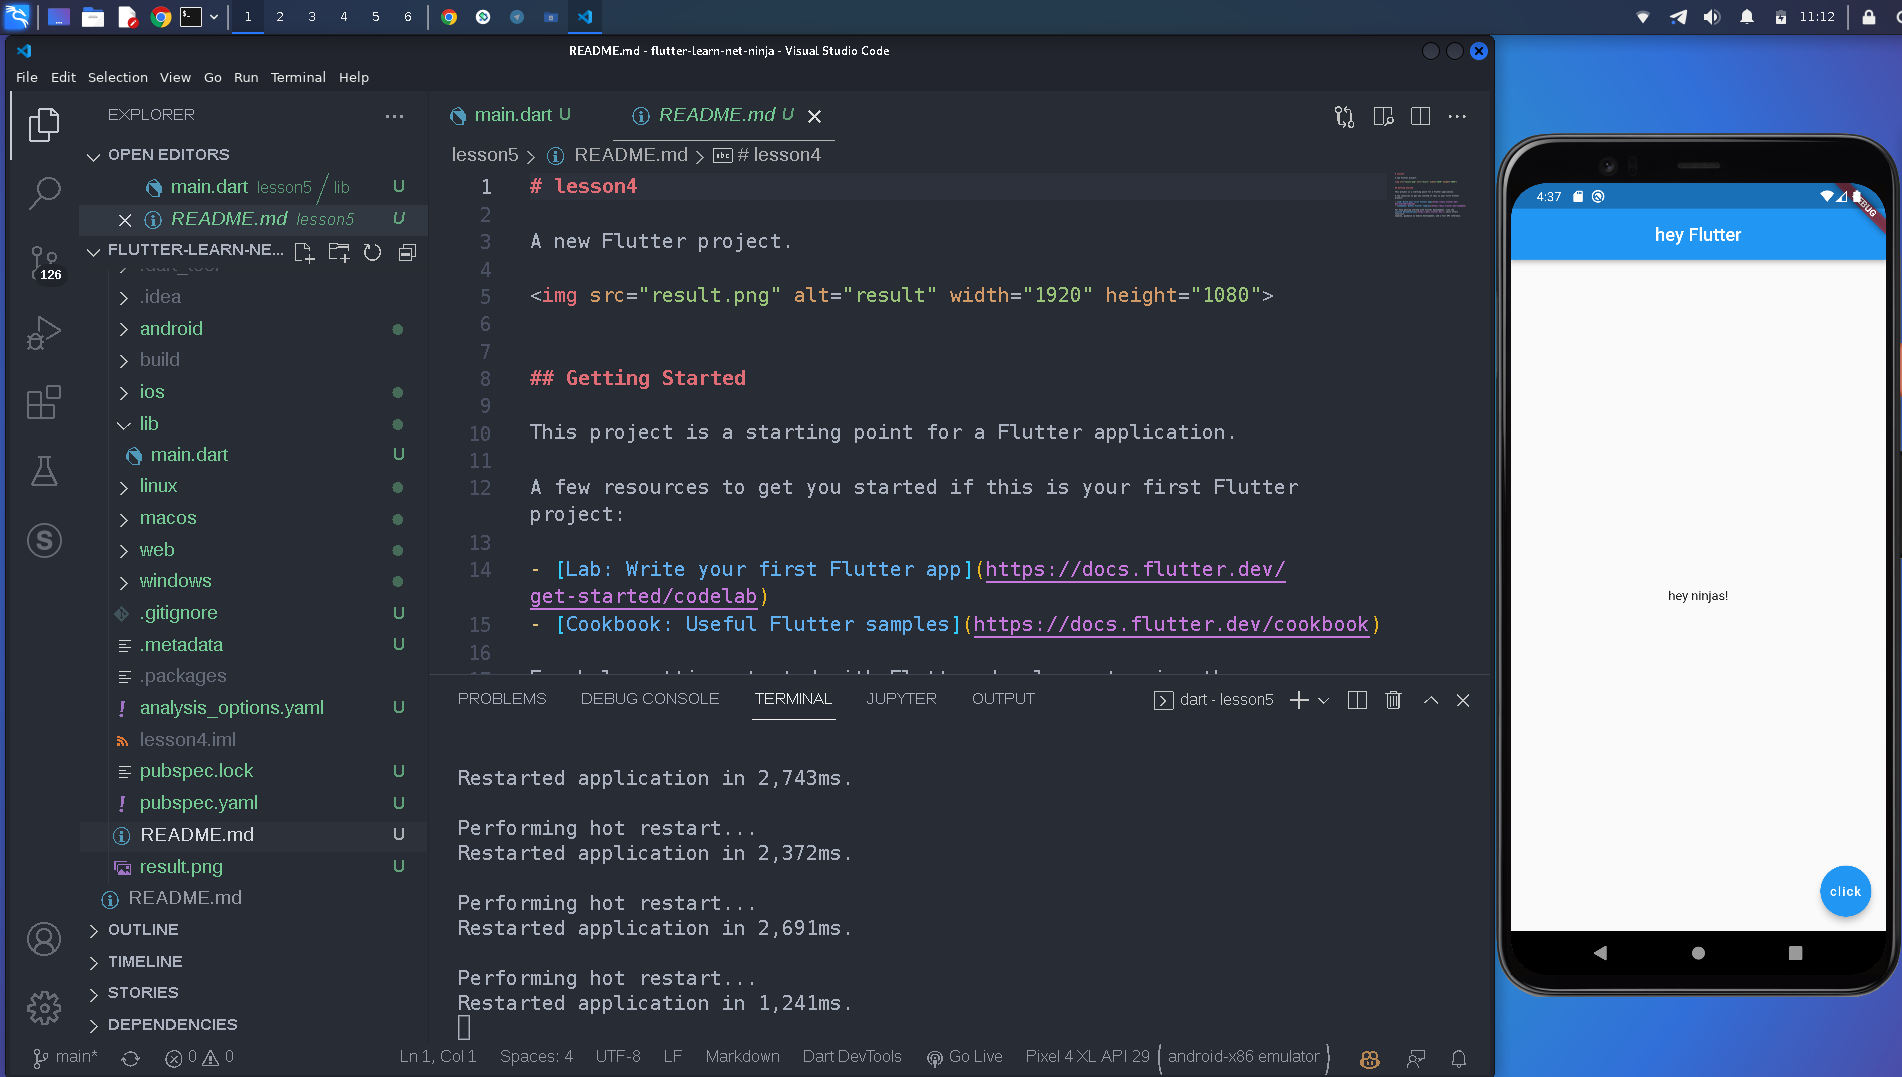 1 2 3 4 5 6 11:12
README.md - flutter-learn-net-ninja - Visual Studio Code
File Edit Selection View Go Run Terminal Help
EXPLORER
OPEN EDITORS
main.dart lesson5 / lib U
README.md lesson5 U
FLUTTER-LEARN-NE...
.dart_tool
.idea
android
build
ios
lib
main.dart U
linux
macos
web
windows
.gitignore U
.metadata U
.packages
analysis_options.yaml U
lesson4.iml
pubspec.lock U
pubspec.yaml U
README.md U
result.png U
README.md
OUTLINE
TIMELINE
STORIES
DEPENDENCIES
126
main.dart U README.md U
lesson5 > README.md > # lesson4
1 # lesson4
2
3 A new Flutter project.
4
5 <img src="result.png" alt="result" width="1920" height="1080">
6
7
8 ## Getting Started
9
10 This project is a starting point for a Flutter application.
11
12 A few resources to get you started if this is your first Flutter
project:
13
14 - [Lab: Write your first Flutter app](https://docs.flutter.dev/
get-started/codelab)
15 - [Cookbook: Useful Flutter samples](https://docs.flutter.dev/cookbook)
16
PROBLEMS DEBUG CONSOLE TERMINAL JUPYTER OUTPUT dart - lesson5
Restarted application in 2,743ms.
Performing hot restart...
Restarted application in 2,372ms.
Performing hot restart...
Restarted application in 2,691ms.
Performing hot restart...
Restarted application in 1,241ms.
main* 0 0 Ln 1, Col 1 Spaces: 4 UTF-8 LF Markdown Dart DevTools Go Live Pixel 4 XL API 29 (android-x86 emulator)
4:37
DEBUG
hey Flutter
hey ninjas!
click